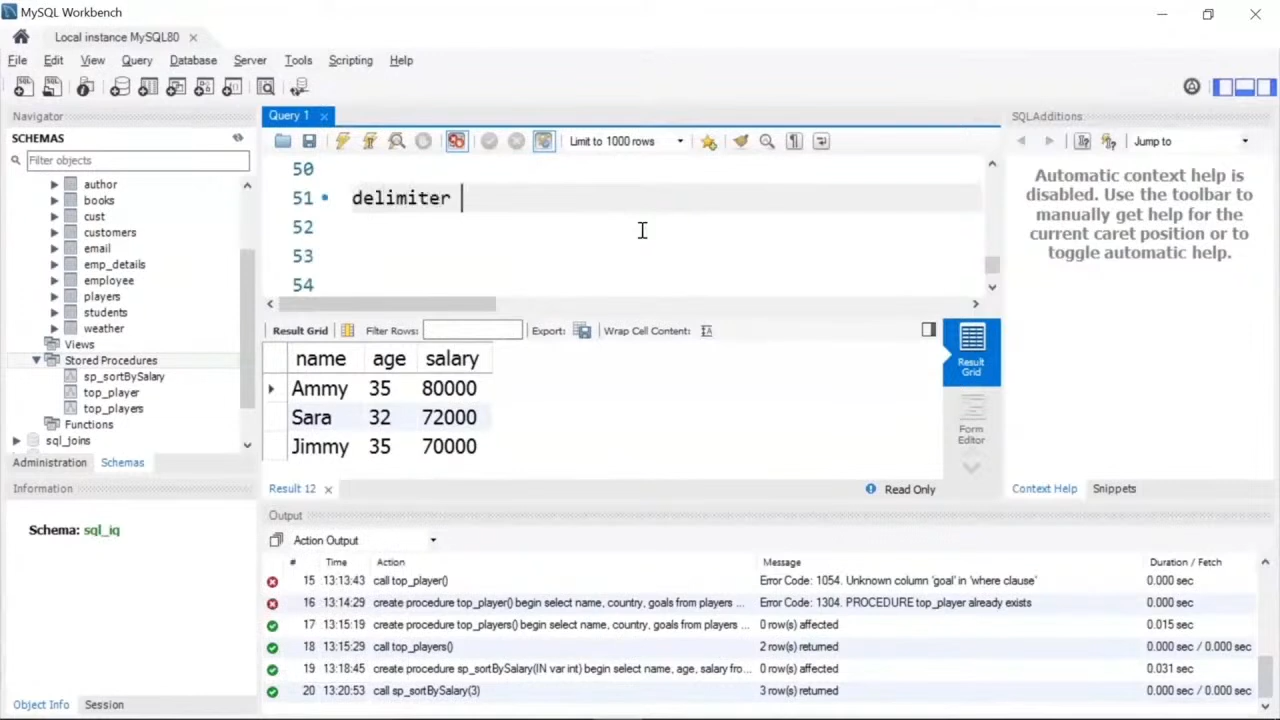 MySQL Workbench
Local instance MySQL80
File Edit View Query Database Server Tools Scripting Help
Navigator
SCHEMAS
Filter objects
author
books
cust
customers
email
emp_details
employee
players
students
weather
Views
Stored Procedures
sp_sortBySalary
top_player
top_players
Functions
sql_joins
Administration Schemas
Information
Schema: sql_iq
Object Info Session
Query 1
Limit to 1000 rows
50
51 delimiter
52
53
54
Result Grid Filter Rows: Export: Wrap Cell Content:
name age salary
Ammy 35 80000
Sara 32 72000
Jimmy 35 70000
Result Grid
Form Editor
Result 12 Read Only
Output
Action Output
# Time Action Message Duration / Fetch
15 13:13:43 call top_player() Error Code: 1054. Unknown column 'goal' in 'where clause' 0.000 sec
16 13:14:29 create procedure top_player() begin select name, country, goals from players ... Error Code: 1304. PROCEDURE top_player already exists 0.000 sec
17 13:15:19 create procedure top_players() begin select name, country, goals from players ... 0 row(s) affected 0.015 sec
18 13:15:29 call top_players() 2 row(s) returned 0.000 sec / 0.000 sec
19 13:18:45 create procedure sp_sortBySalary(IN var int) begin select name, age, salary fro... 0 row(s) affected 0.031 sec
20 13:20:53 call sp_sortBySalary(3) 3 row(s) returned 0.000 sec / 0.000 sec
SQLAdditions
Jump to
Automatic context help is
disabled. Use the toolbar to
manually get help for the
current caret position or to
toggle automatic help.
Context Help Snippets